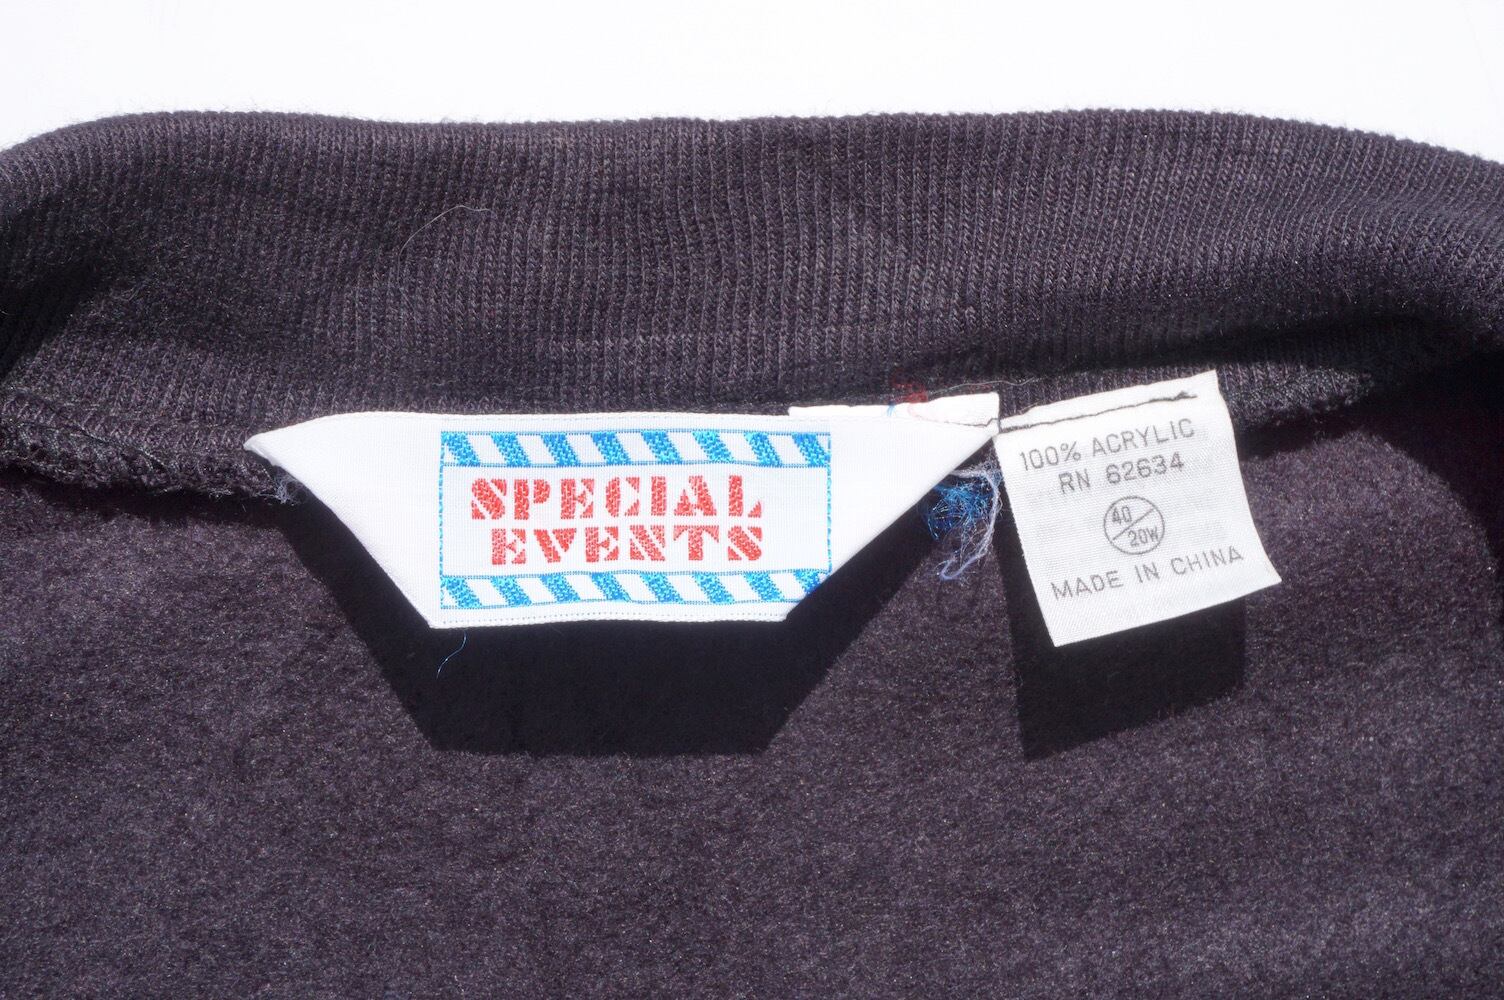 SPECIAL
EVENTS
100% ACRYLIC
RN 62634
40/20W
MADE IN CHINA